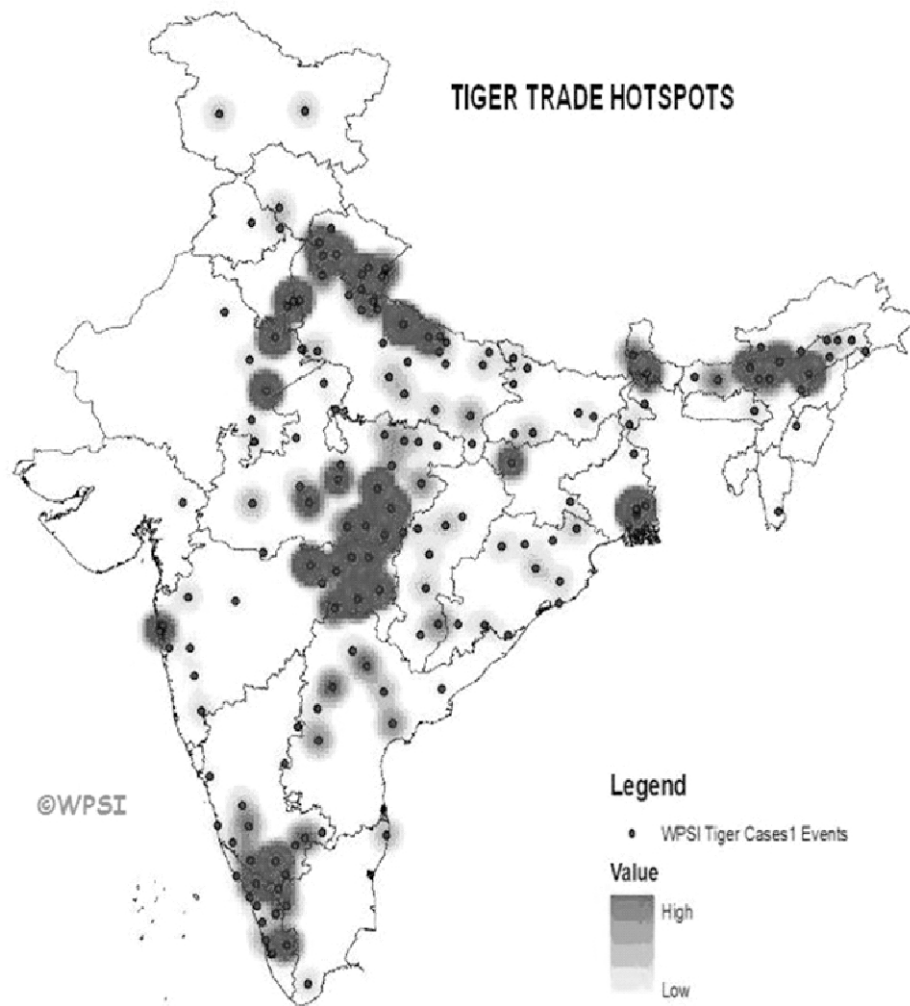 TIGER TRADE HOTSPOTS
©WPSI
Legend
WPSI Tiger Cases1 Events
Value
High
Low